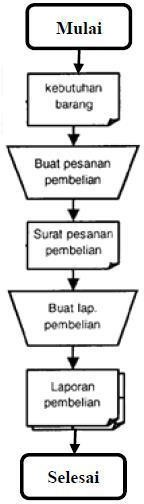 Mulai
kebutuhan
barang
Buat pesanan
pembelian
Surat pesanan
pembelian
Buat lap.
pembelian
Laporan
pembelian
Selesai